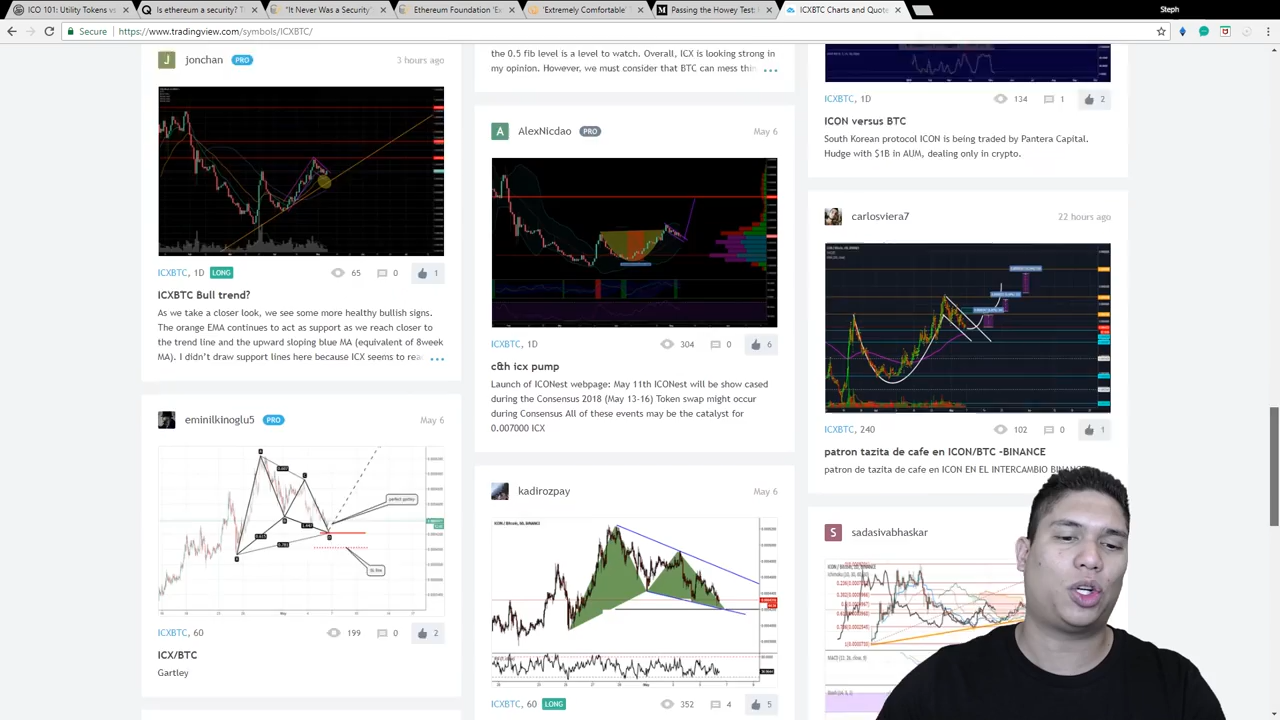 ICO 101: Utility Tokens vs
Is ethereum a security? T
"It Never Was a Security"
Ethereum Foundation 'Ex
'Extremely Comfortable'
Passing the Howey Test:
ICXBTC Charts and Quote
Steph
Secure
https://www.tradingview.com/symbols/ICXBTC/
J
jonchan
PRO
3 hours ago
ICXBTC, 1D
LONG
65
0
1
ICXBTC Bull trend?
As we take a closer look, we see some more healthy bullish signs.
The orange EMA continues to act as support as we reach closer to
the trend line and the upward sloping blue MA (equivalent of 8week
MA). I didn't draw support lines here because ICX seems to
eminilkinoglu5
PRO
May 6
perfect gartley
ICXBTC, 60
199
0
2
ICX/BTC
Gartley
the 0.5 fib level is a level to watch. Overall, ICX is looking strong in
my opinion. However, we must consider that BTC can mess
A
AlexNicdao
PRO
May 6
ICXBTC, 1D
304
0
6
c&h icx pump
Launch of ICONest webpage: May 11th ICONest will be show cased
during the Consensus 2018 (May 13-16) Token swap might occur
during Consensus All of these events may be the catalyst for
0.007000 ICX
kadirozpay
May 6
ICXBTC, 60
LONG
352
4
5
ICXBTC, 1D
134
1
2
ICON versus BTC
South Korean protocol ICON is being traded by Pantera Capital.
Hudge with $1B in AUM, dealing only in crypto.
carlosviera7
22 hours ago
ICXBTC, 240
102
0
1
patron tazita de cafe en ICON/BTC -BINANCE
patron de tazita de cafe en ICON EN EL INTERCAMBIO
S
sadasivabhaskar